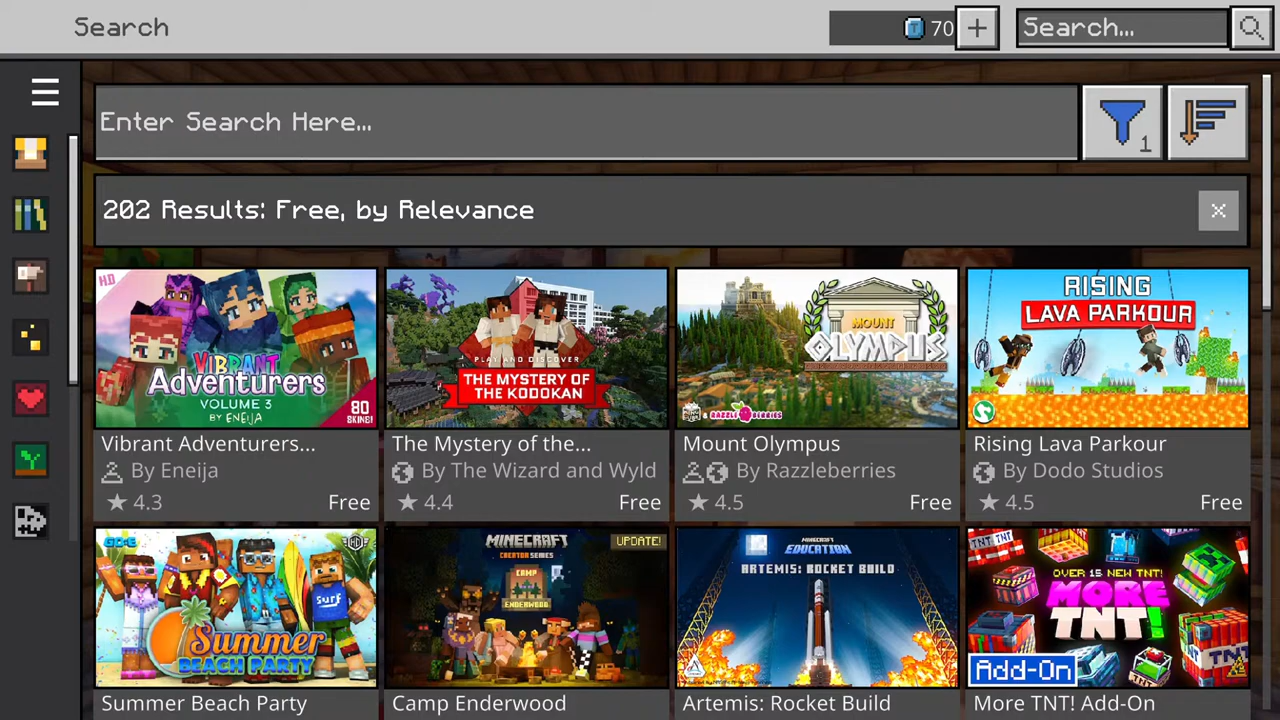 Search
70
Search...
Enter Search Here...
1
202 Results: Free, by Relevance
HD
VIBRANT
Adventurers
VOLUME 3
BY ENEIJA
80
SKINS!
PLAY AND DISCOVER
THE MYSTERY OF
THE KODOKAN
MOUNT
OLYMPUS
RAZZLEBERRIES
RISING
LAVA PARKOUR
Vibrant Adventurers...
By Eneija
4.3
Free
The Mystery of the...
By The Wizard and Wyld
4.4
Free
Mount Olympus
By Razzleberries
4.5
Free
Rising Lava Parkour
By Dodo Studios
4.5
Free
GO-E
surf
Summer
BEACH PARTY
MINECRAFT
CREATOR SERIES
CAMP
ENDERWOOD
UPDATE!
MINECRAFT
EDUCATION
ARTEMIS: ROCKET BUILD
TNT TNT
OVER 15 NEW TNT!
MORE
TNT!
TNT
Add-On
Summer Beach Party
Camp Enderwood
Artemis: Rocket Build
More TNT! Add-On